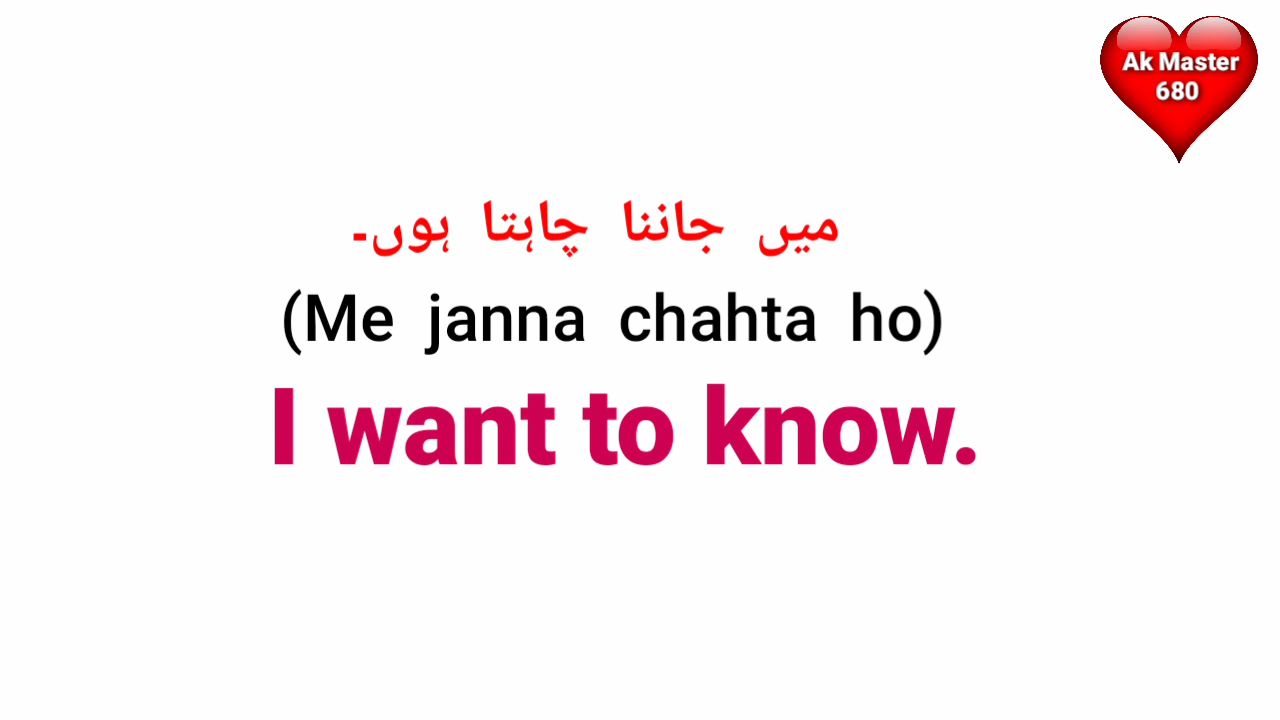 Ak Master
680
میں جاننا چاہتا ہوں۔
(Me janna chahta ho)
I want to know.